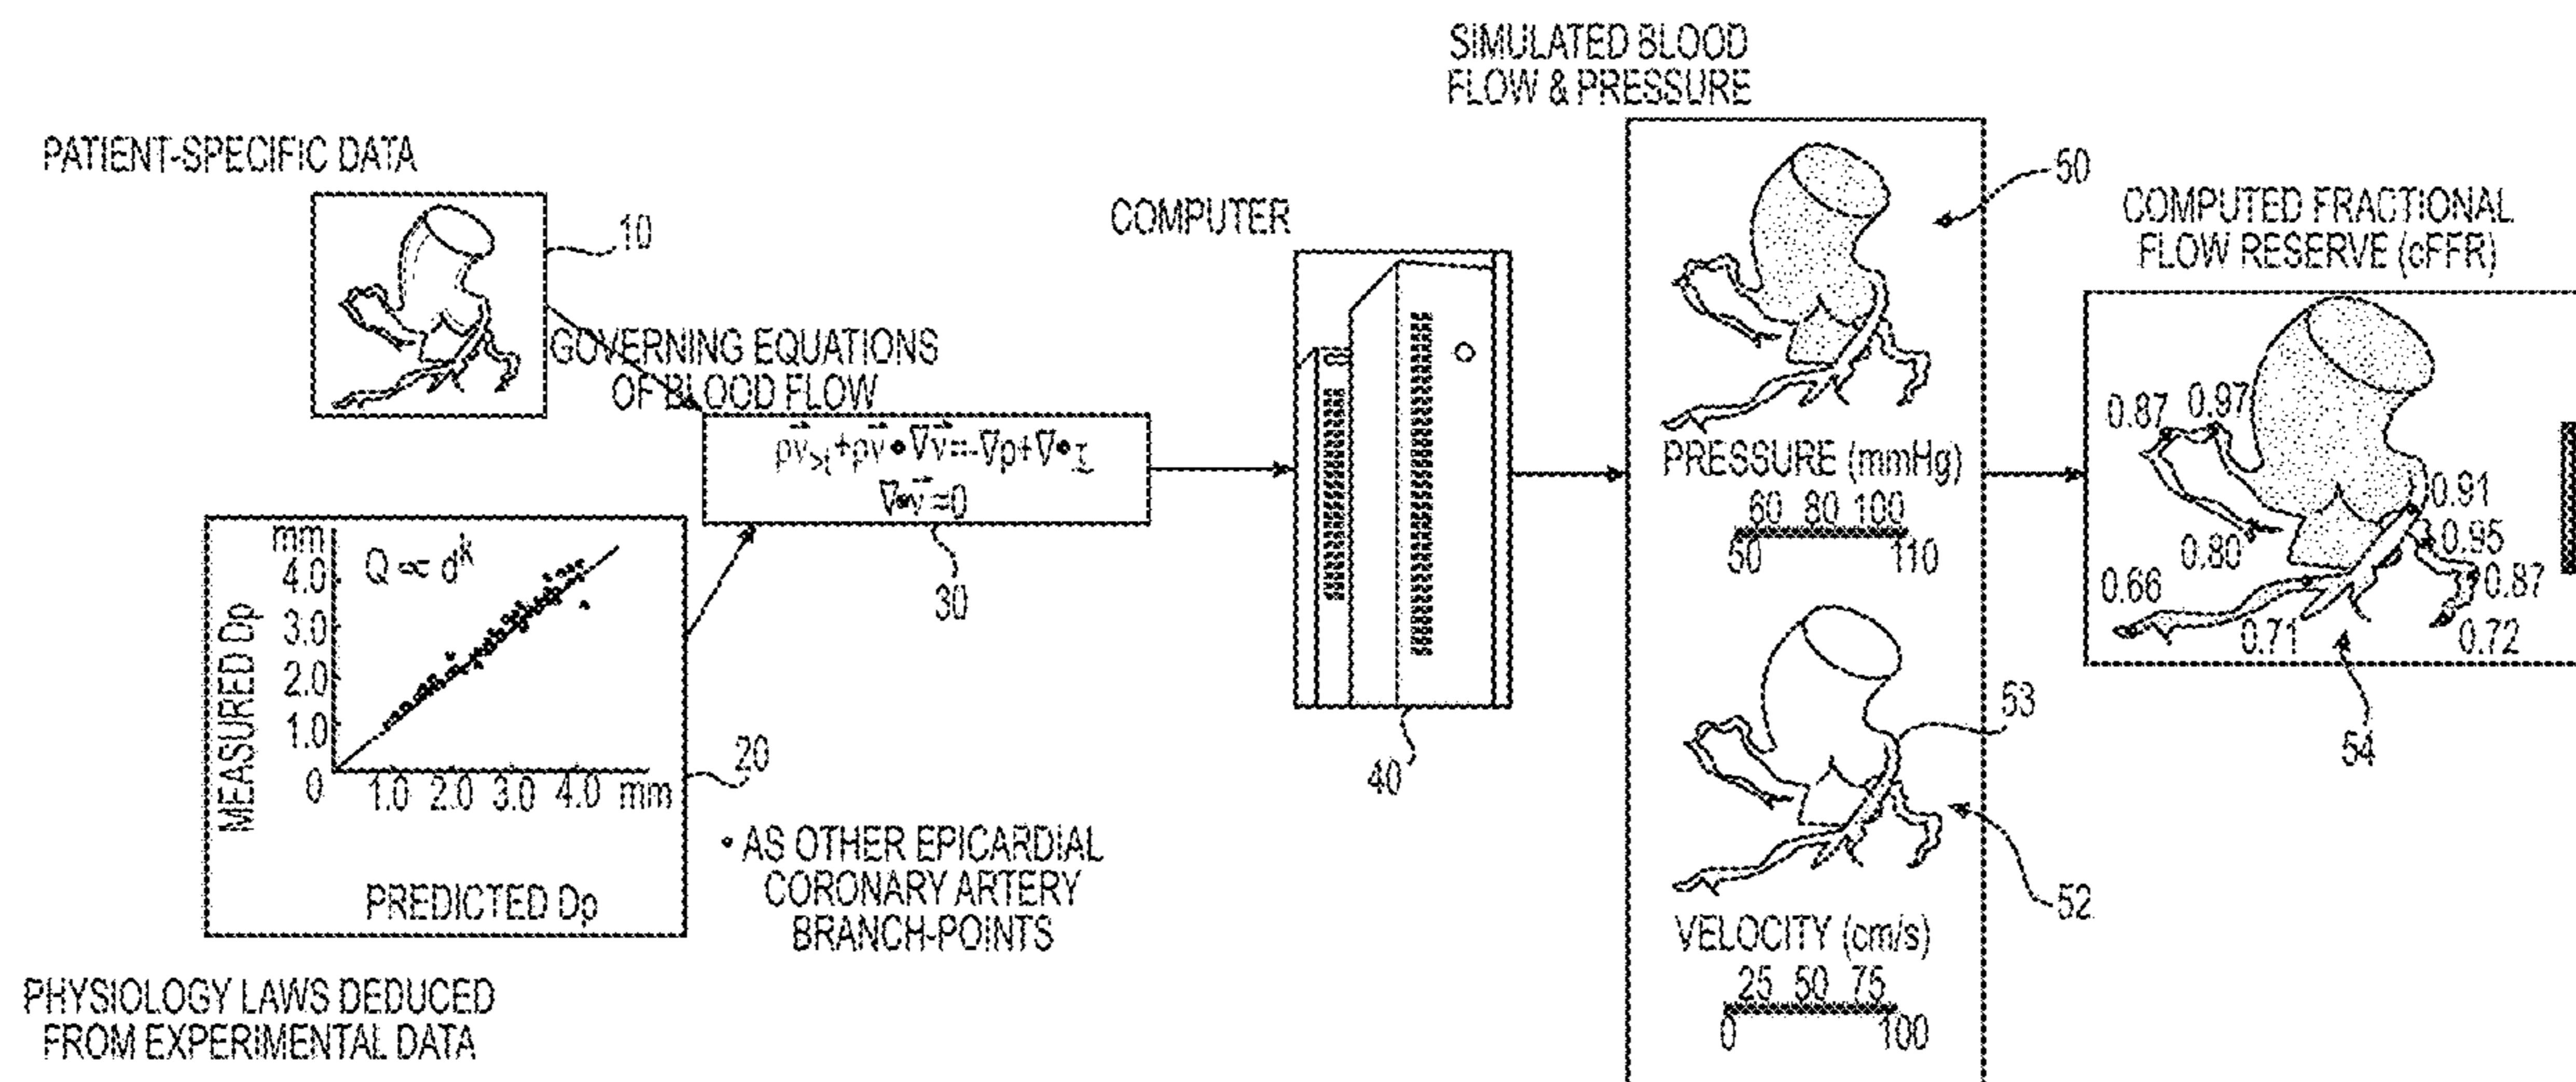 SIMULATED BLOOD
FLOW & PRESSURE
PATIENT-SPECIFIC DATA
10
GOVERNING EQUATIONS
OF BLOOD FLOW
ρv⃗,t+ρv⃗•∇v⃗=-∇p+∇•τ
∇•v⃗=0
30
mm
Q ∝ d^k
4.0
3.0
2.0
1.0
0
MEASURED Dp
1.0 2.0 3.0 4.0 mm
PREDICTED Dp
20
• AS OTHER EPICARDIAL
CORONARY ARTERY
BRANCH-POINTS
PHYSIOLOGY LAWS DEDUCED
FROM EXPERIMENTAL DATA
COMPUTER
40
50
PRESSURE (mmHg)
60 80 100
50 110
53
52
VELOCITY (cm/s)
25 50 75
0 100
COMPUTED FRACTIONAL
FLOW RESERVE (cFFR)
0.87 0.97
0.91
0.95
0.80
0.87
0.66
0.71
0.72
54